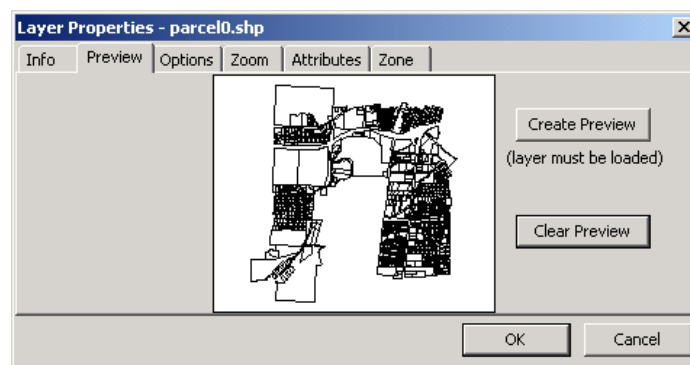 Layer Properties - parcel0.shp
Info Preview Options Zoom Attributes Zone
Create Preview
(layer must be loaded)
Clear Preview
OK Cancel